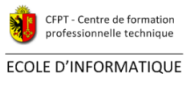 CFPT - Centre de formation
professionnelle technique
ECOLE D'INFORMATIQUE